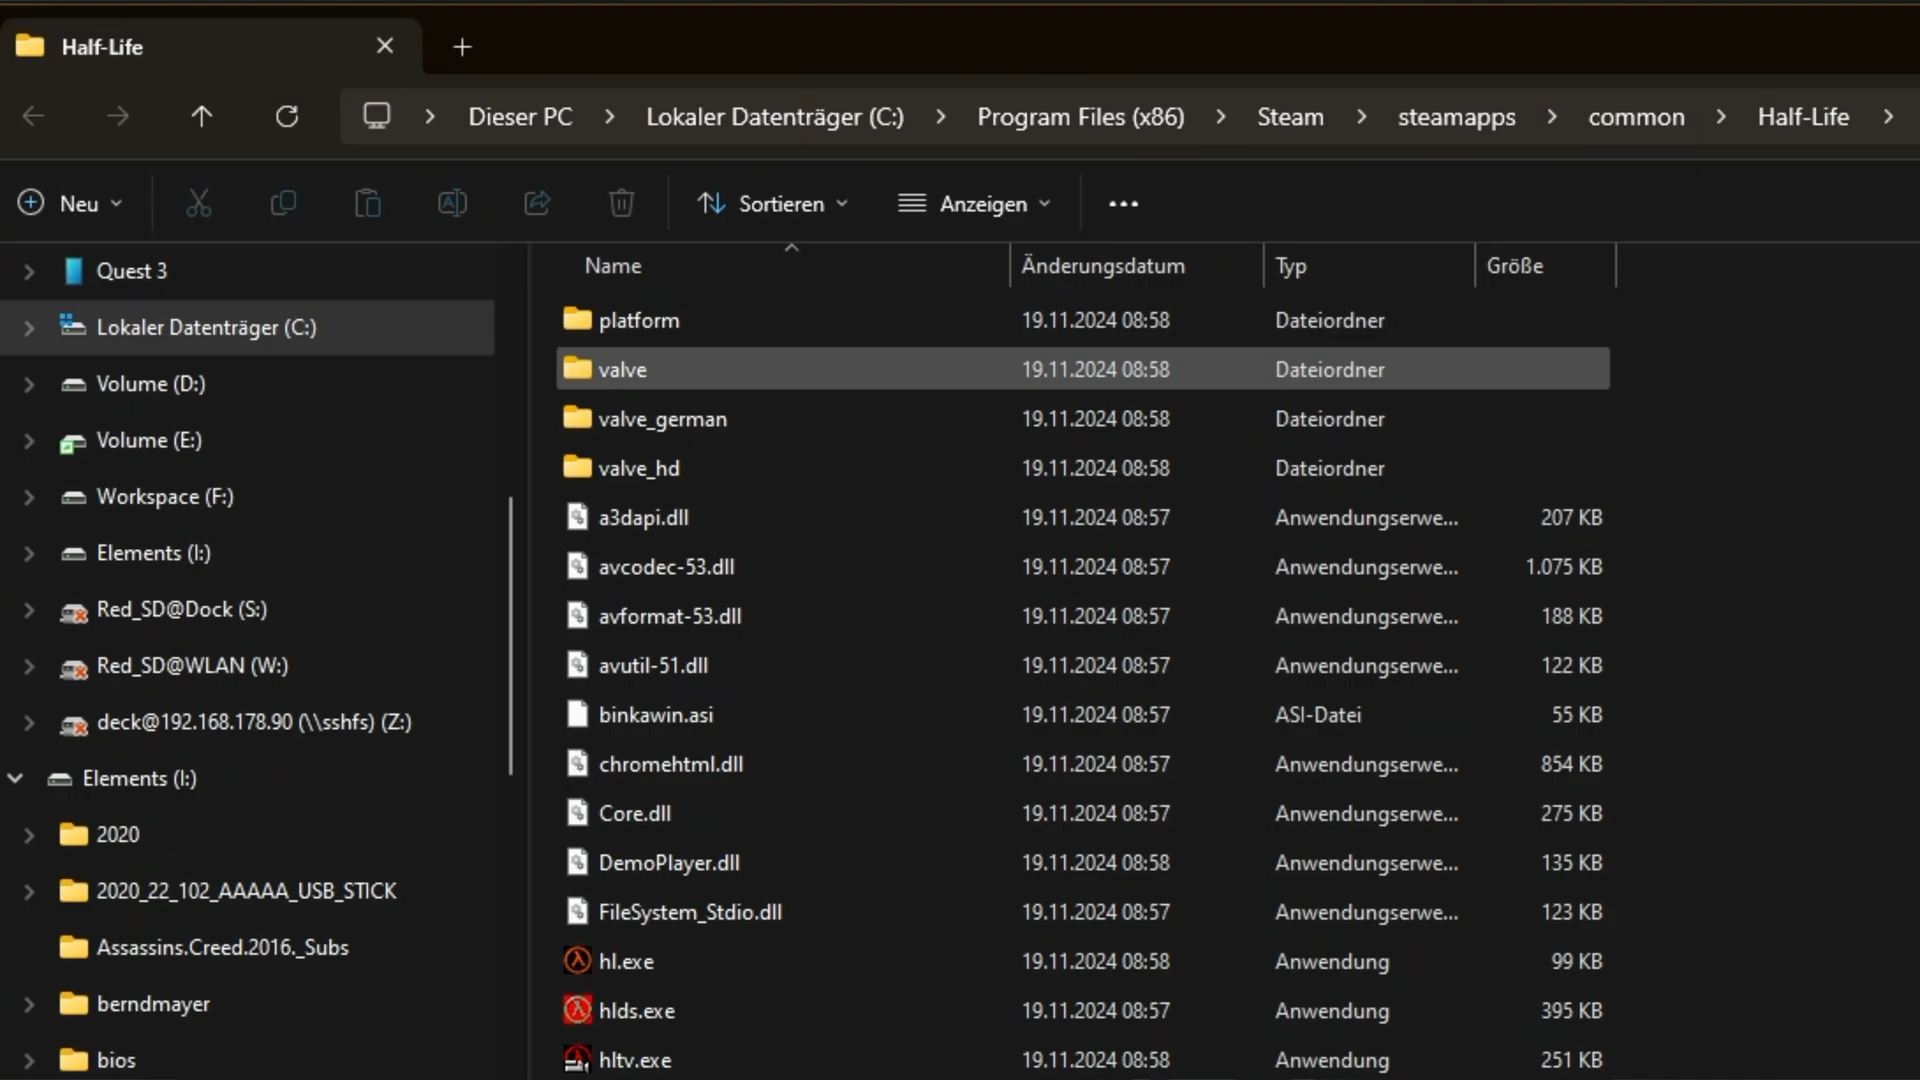 Half-Life
Dieser PC > Lokaler Datenträger (C:) > Program Files (x86) > Steam > steamapps > common > Half-Life >
Neu
Sortieren
Anzeigen
Quest 3
Lokaler Datenträger (C:)
Volume (D:)
Volume (E:)
Workspace (F:)
Elements (I:)
Red_SD@Dock (S:)
Red_SD@WLAN (W:)
deck@192.168.178.90 (\\sshfs) (Z:)
Elements (I:)
2020
2020_22_102_AAAAA_USB_STICK
Assassins.Creed.2016._Subs
berndmayer
bios
Name Änderungsdatum Typ Größe
platform 19.11.2024 08:58 Dateiordner
valve 19.11.2024 08:58 Dateiordner
valve_german 19.11.2024 08:58 Dateiordner
valve_hd 19.11.2024 08:58 Dateiordner
a3dapi.dll 19.11.2024 08:57 Anwendungserwe... 207 KB
avcodec-53.dll 19.11.2024 08:57 Anwendungserwe... 1.075 KB
avformat-53.dll 19.11.2024 08:57 Anwendungserwe... 188 KB
avutil-51.dll 19.11.2024 08:57 Anwendungserwe... 122 KB
binkawin.asi 19.11.2024 08:57 ASI-Datei 55 KB
chromehtml.dll 19.11.2024 08:57 Anwendungserwe... 854 KB
Core.dll 19.11.2024 08:57 Anwendungserwe... 275 KB
DemoPlayer.dll 19.11.2024 08:58 Anwendungserwe... 135 KB
FileSystem_Stdio.dll 19.11.2024 08:57 Anwendungserwe... 123 KB
hl.exe 19.11.2024 08:58 Anwendung 99 KB
hlds.exe 19.11.2024 08:57 Anwendung 395 KB
hltv.exe 19.11.2024 08:58 Anwendung 251 KB